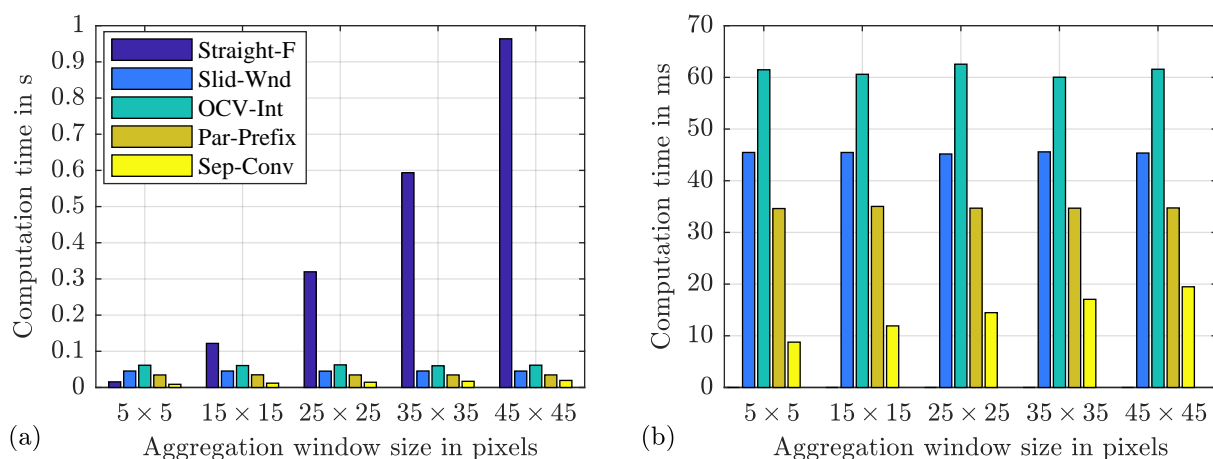 Computation time in s
1
0.9
0.8
0.7
0.6
0.5
0.4
0.3
0.2
0.1
0
Straight-F
Slid-Wnd
OCV-Int
Par-Prefix
Sep-Conv
5 × 5 15 × 15 25 × 25 35 × 35 45 × 45
(a) Aggregation window size in pixels
Computation time in ms
70
60
50
40
30
20
10
0
5 × 5 15 × 15 25 × 25 35 × 35 45 × 45
(b) Aggregation window size in pixels